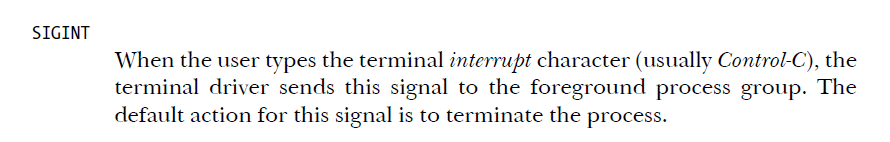 SIGINT
When the user types the terminal interrupt character (usually Control-C), the
terminal driver sends this signal to the foreground process group. The
default action for this signal is to terminate the process.